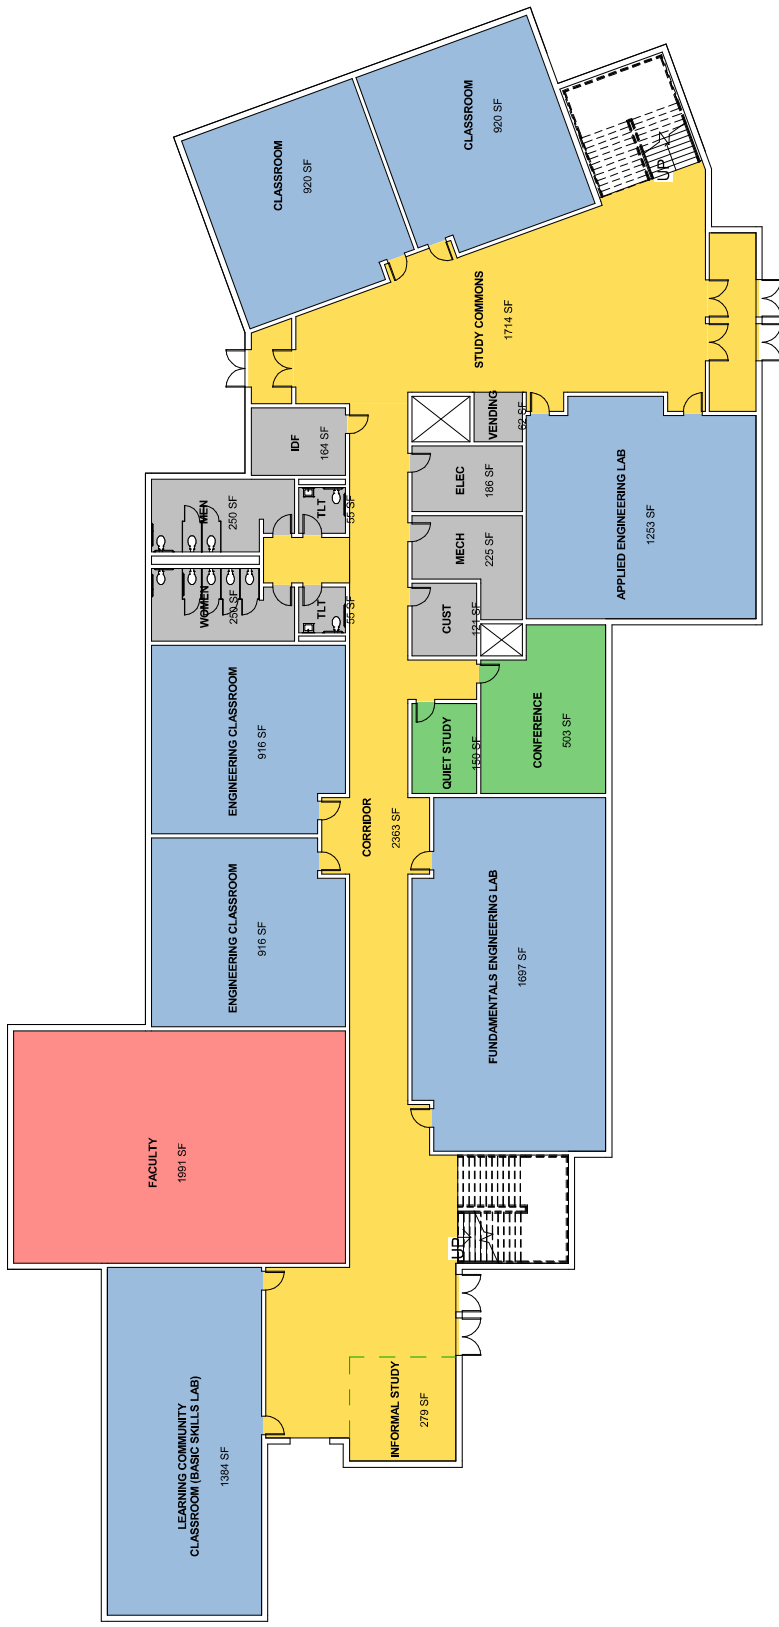 CLASSROOM
920 SF
CLASSROOM
920 SF
UP
STUDY COMMONS
1714 SF
VENDING
62 SF
IDF
164 SF
ELEC
186 SF
MEN
250 SF
TLT
55 SF
MECH
225 SF
APPLIED ENGINEERING LAB
1253 SF
WOMEN
250 SF
TLT
55 SF
CUST
121 SF
ENGINEERING CLASSROOM
916 SF
QUIET STUDY
150 SF
CONFERENCE
503 SF
CORRIDOR
2363 SF
ENGINEERING CLASSROOM
916 SF
FUNDAMENTALS ENGINEERING LAB
1697 SF
FACULTY
1991 SF
UP
INFORMAL STUDY
279 SF
LEARNING COMMUNITY
CLASSROOM (BASIC SKILLS LAB)
1384 SF